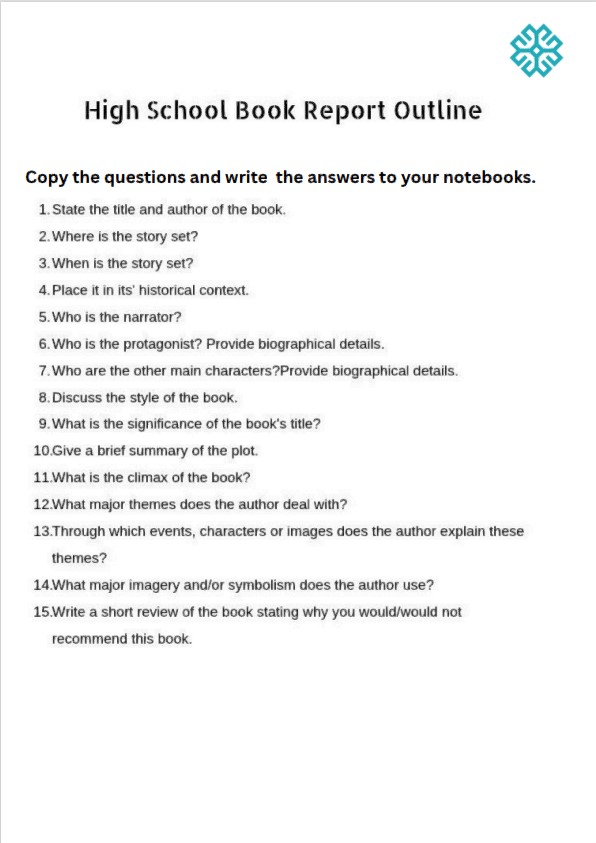 High School Book Report Outline
Copy the questions and write  the answers to your notebooks.
1. State the title and author of the book.
2. Where is the story set?
3. When is the story set?
4. Place it in its' historical context.
5. Who is the narrator?
6. Who is the protagonist? Provide biographical details.
7. Who are the other main characters?Provide biographical details.
8. Discuss the style of the book.
9. What is the significance of the book's title?
10.Give a brief summary of the plot.
11.What is the climax of the book?
12.What major themes does the author deal with?
13.Through which events, characters or images does the author explain these
themes?
14.What major imagery and/or symbolism does the author use?
15.Write a short review of the book stating why you would/would not
recommend this book.